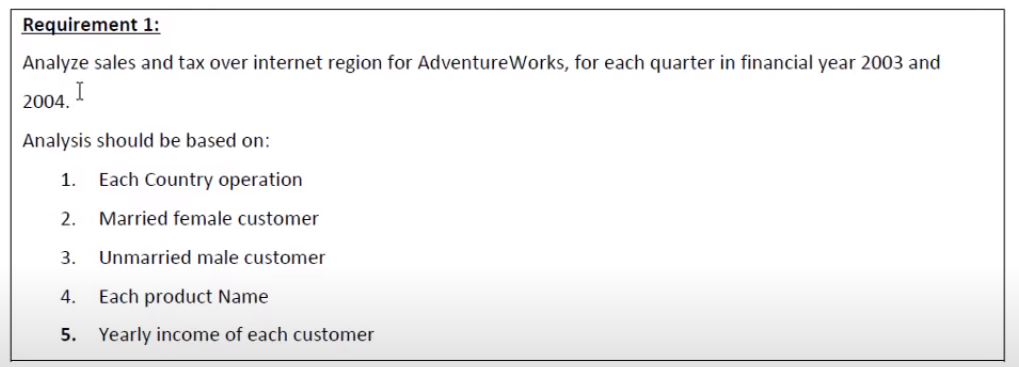 Requirement 1:
Analyze sales and tax over internet region for AdventureWorks, for each quarter in financial year 2003 and
2004.
Analysis should be based on:
1. Each Country operation
2. Married female customer
3. Unmarried male customer
4. Each product Name
5. Yearly income of each customer